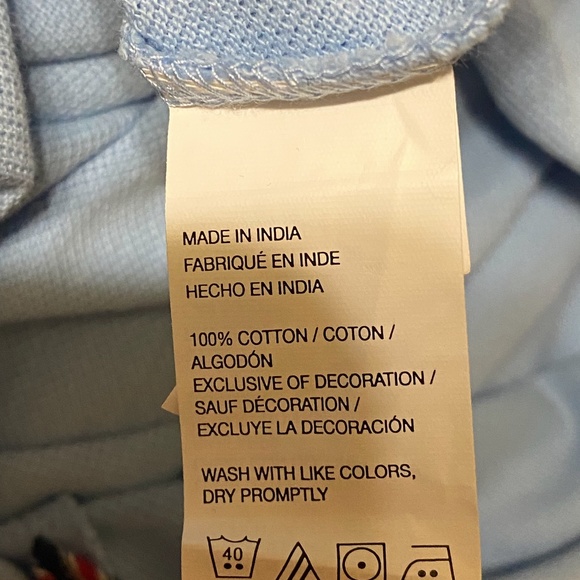 MADE IN INDIA
FABRIQUÉ EN INDE
HECHO EN INDIA
100% COTTON / COTON /
ALGODÓN
EXCLUSIVE OF DECORATION /
SAUF DÉCORATION /
EXCLUYE LA DECORACIÓN
WASH WITH LIKE COLORS,
DRY PROMPTLY
40